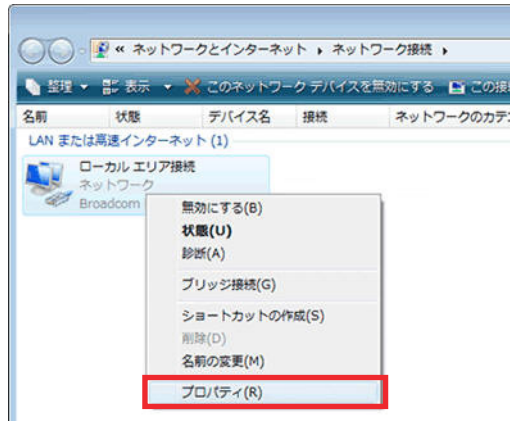 « ネットワークとインターネット ▸ ネットワーク接続 ▸
整理 ▼ 表示 ▼ このネットワーク デバイスを無効にする この接
名前 状態 デバイス名 接続 ネットワークのカテ
LAN または高速インターネット (1)
ローカル エリア接続
ネットワーク
Broadcom
無効にする(B)
状態(U)
診断(A)
ブリッジ接続(G)
ショートカットの作成(S)
削除(D)
名前の変更(M)
プロパティ(R)